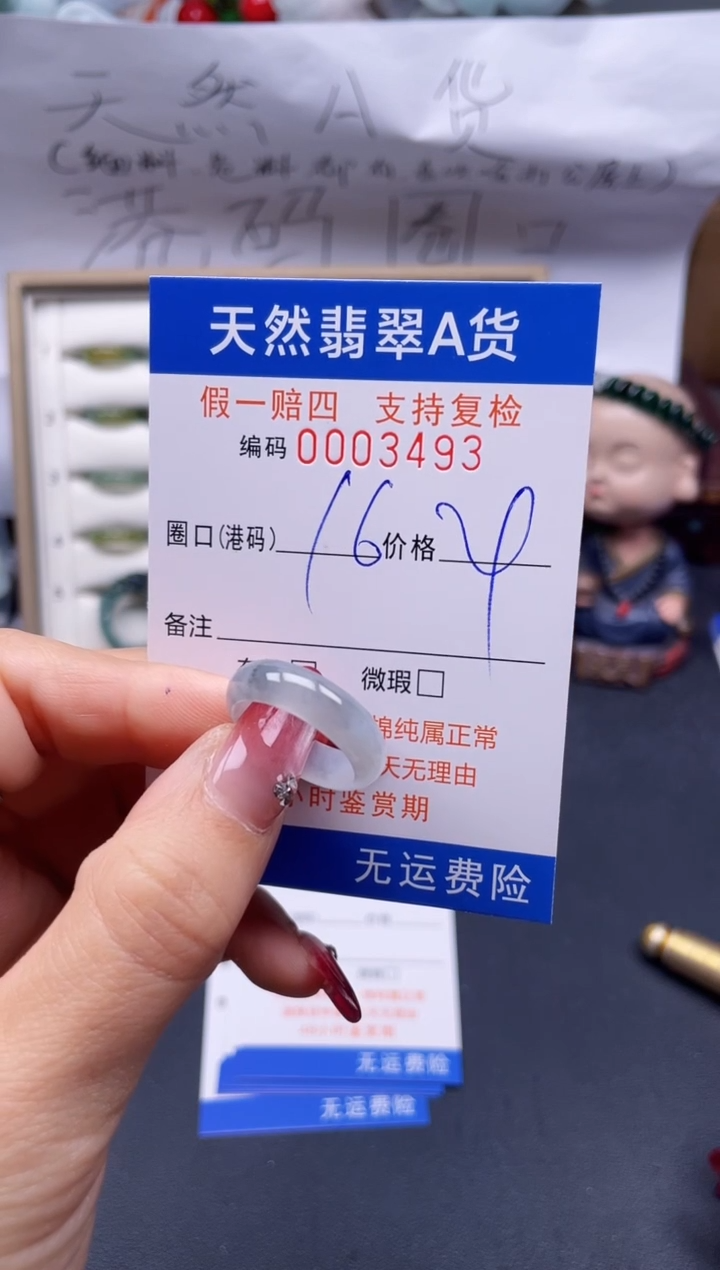 天然A货
港码圈口
天然翡翠A货
假一赔四 支持复检
编码 0003493
圈口(港码) 16 价格
备注
微瑕□
棉纯属正常
天无理由
小时鉴赏期
无运费险
无运费险
无运费险